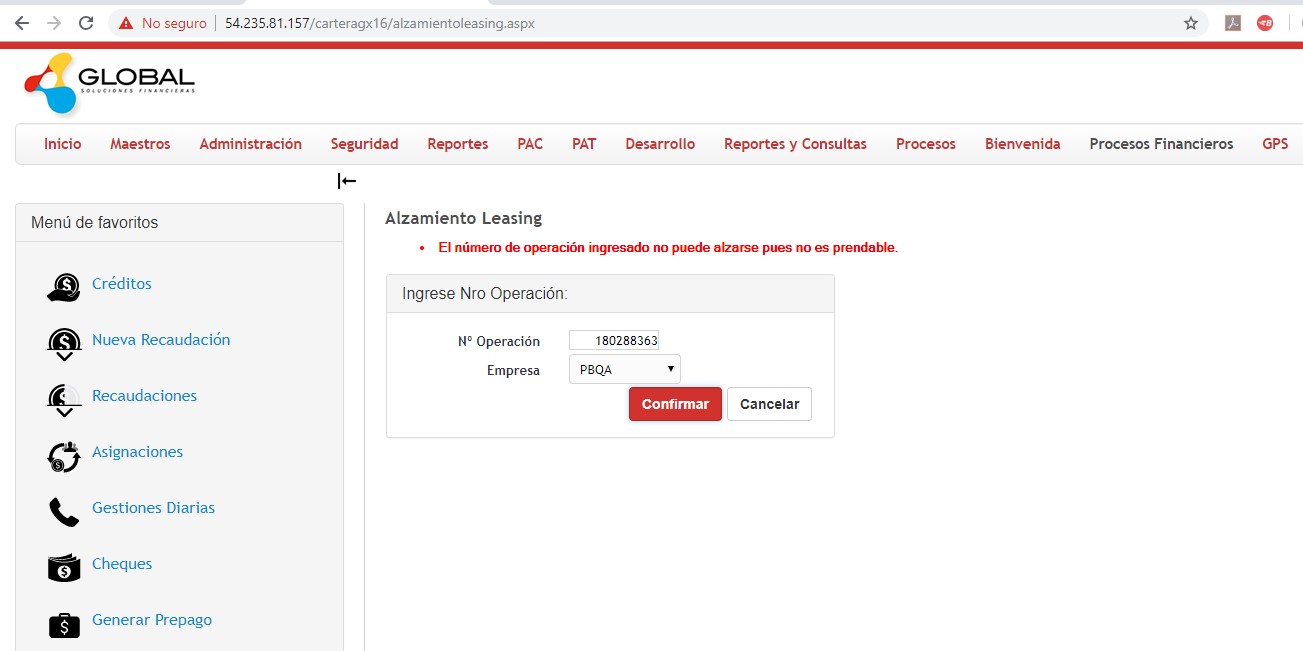 No seguro | 54.235.81.157/carteragx16/alzamientoleasing.aspx
GLOBAL
SOLUCIONES FINANCIERAS
Inicio Maestros Administración Seguridad Reportes PAC PAT Desarrollo Reportes y Consultas Procesos Bienvenida Procesos Financieros GPS
Menú de favoritos
Créditos
Nueva Recaudación
Recaudaciones
Asignaciones
Gestiones Diarias
Cheques
Generar Prepago
Alzamiento Leasing
• El número de operación ingresado no puede alzarse pues no es prendable.
Ingrese Nro Operación:
Nº Operación 180288363
Empresa PBQA
Confirmar Cancelar